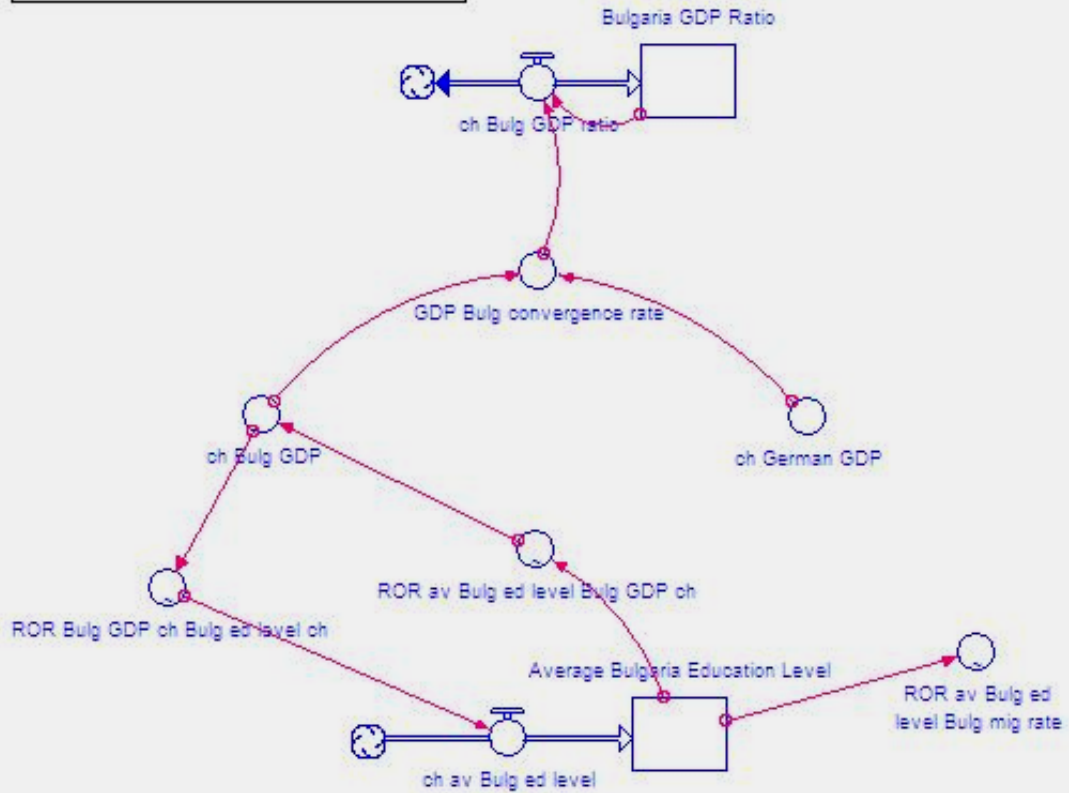 Bulgaria GDP Ratio
ch Bulg GDP ratio
GDP Bulg convergence rate
ch Bulg GDP
ch German GDP
ROR av Bulg ed level Bulg GDP ch
ROR Bulg GDP ch Bulg ed level ch
Average Bulgaria Education Level
ROR av Bulg ed
level Bulg mig rate
ch av Bulg ed level